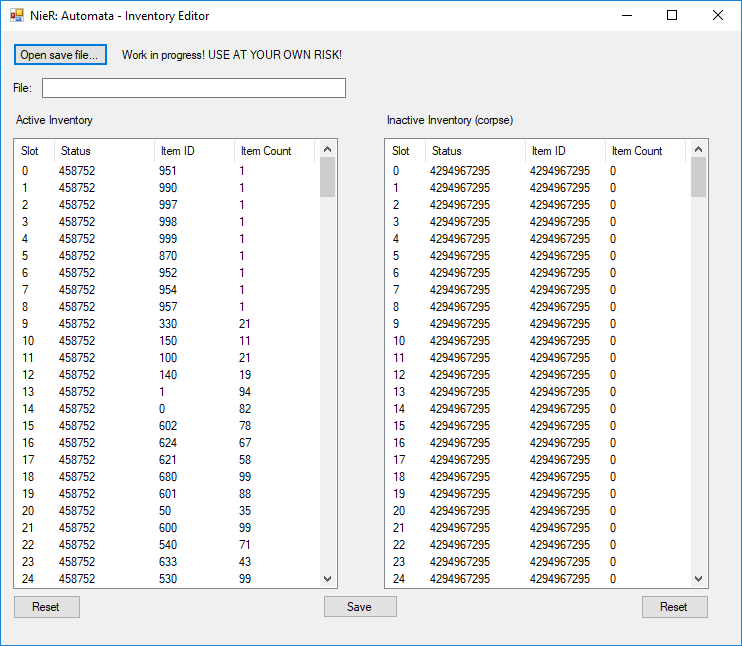 NieR: Automata - Inventory Editor
Open save file... Work in progress! USE AT YOUR OWN RISK!
File:
Active Inventory Inactive Inventory (corpse)
Slot Status Item ID Item Count Slot Status Item ID Item Count
0 458752 951 1 0 4294967295 4294967295 0
1 458752 990 1 1 4294967295 4294967295 0
2 458752 997 1 2 4294967295 4294967295 0
3 458752 998 1 3 4294967295 4294967295 0
4 458752 999 1 4 4294967295 4294967295 0
5 458752 870 1 5 4294967295 4294967295 0
6 458752 952 1 6 4294967295 4294967295 0
7 458752 954 1 7 4294967295 4294967295 0
8 458752 957 1 8 4294967295 4294967295 0
9 458752 330 21 9 4294967295 4294967295 0
10 458752 150 11 10 4294967295 4294967295 0
11 458752 100 21 11 4294967295 4294967295 0
12 458752 140 19 12 4294967295 4294967295 0
13 458752 1 94 13 4294967295 4294967295 0
14 458752 0 82 14 4294967295 4294967295 0
15 458752 602 78 15 4294967295 4294967295 0
16 458752 624 67 16 4294967295 4294967295 0
17 458752 621 58 17 4294967295 4294967295 0
18 458752 680 99 18 4294967295 4294967295 0
19 458752 601 88 19 4294967295 4294967295 0
20 458752 50 35 20 4294967295 4294967295 0
21 458752 600 99 21 4294967295 4294967295 0
22 458752 540 71 22 4294967295 4294967295 0
23 458752 633 43 23 4294967295 4294967295 0
24 458752 530 99 24 4294967295 4294967295 0
Reset Save Reset